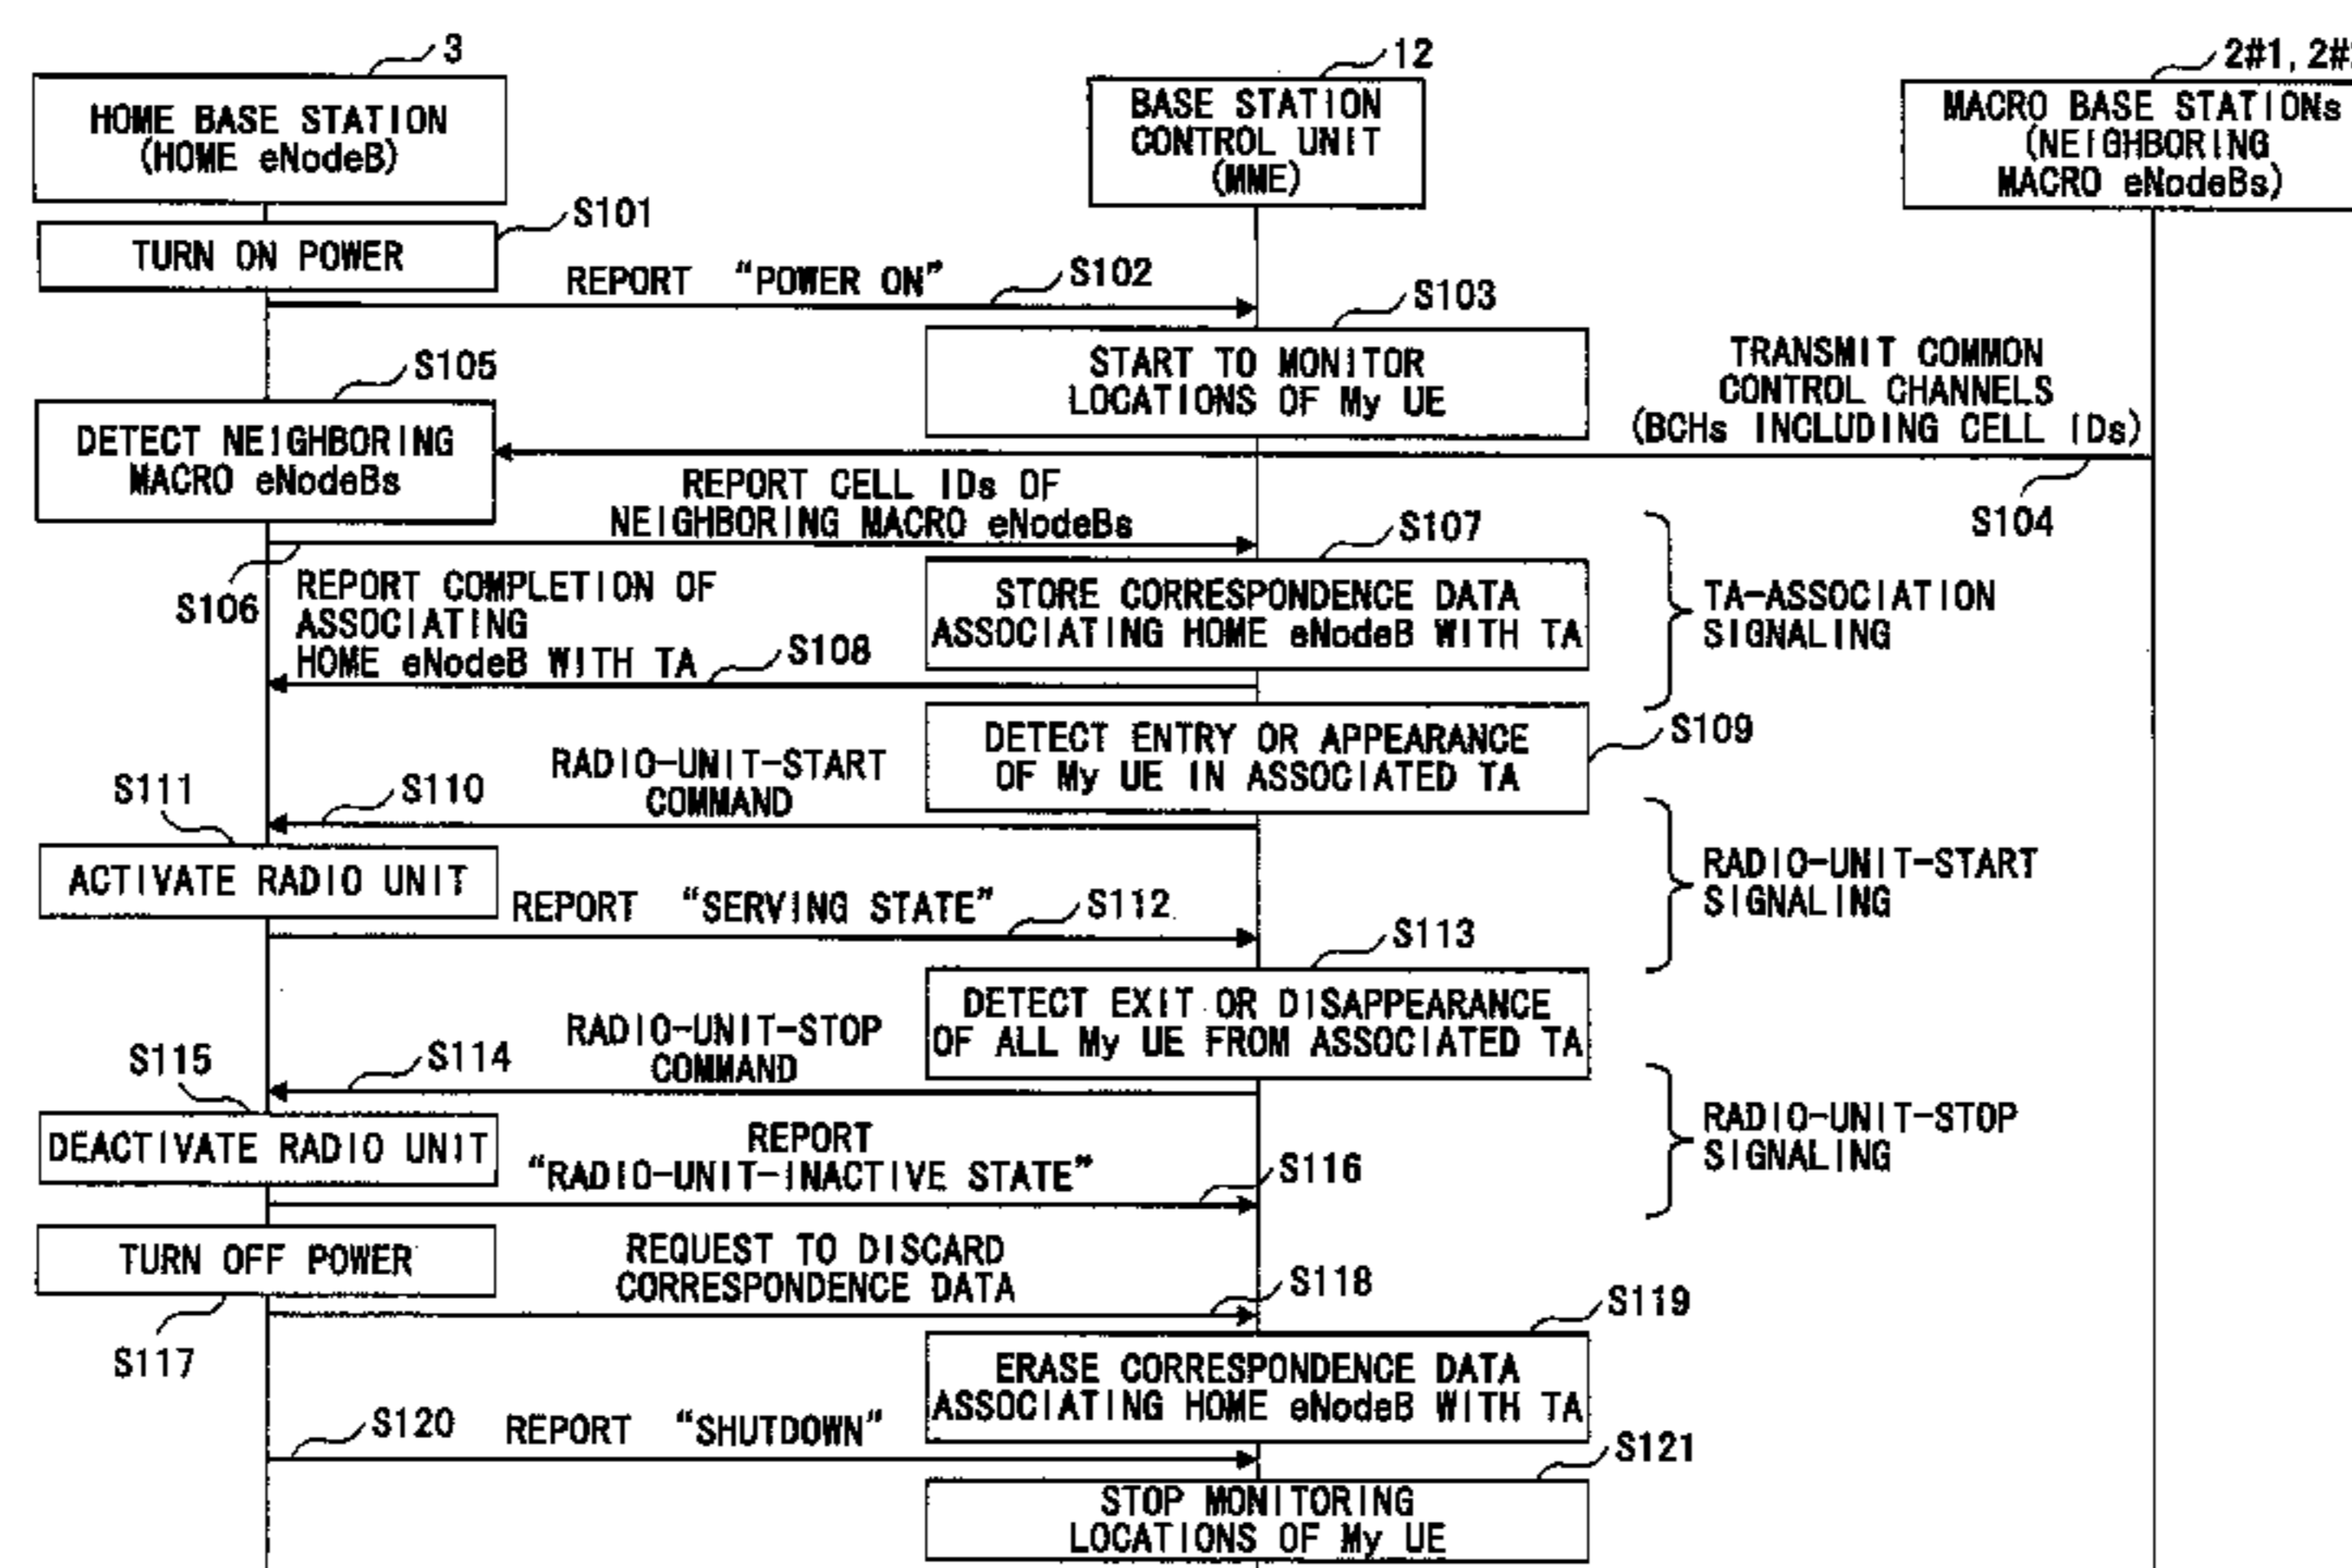 3
HOME BASE STATION
(HOME eNodeB)
12
BASE STATION
CONTROL UNIT
(MME)
2#1, 2#
MACRO BASE STATIONs
(NEIGHBORING
MACRO eNodeBs)
S101
TURN ON POWER
REPORT "POWER ON"
S102
S103
START TO MONITOR
LOCATIONS OF My UE
TRANSMIT COMMON
CONTROL CHANNELS
(BCHs INCLUDING CELL IDs)
S104
S105
DETECT NEIGHBORING
MACRO eNodeBs
REPORT CELL IDs OF
NEIGHBORING MACRO eNodeBs
S106
S107
STORE CORRESPONDENCE DATA
ASSOCIATING HOME eNodeB WITH TA
TA-ASSOCIATION
SIGNALING
REPORT COMPLETION OF
ASSOCIATING
HOME eNodeB WITH TA
S108
S109
DETECT ENTRY OR APPEARANCE
OF My UE IN ASSOCIATED TA
RADIO-UNIT-START
COMMAND
S110
S111
ACTIVATE RADIO UNIT
RADIO-UNIT-START
SIGNALING
REPORT "SERVING STATE"
S112
S113
DETECT EXIT OR DISAPPEARANCE
OF ALL My UE FROM ASSOCIATED TA
RADIO-UNIT-STOP
COMMAND
S114
S115
DEACTIVATE RADIO UNIT
RADIO-UNIT-STOP
SIGNALING
REPORT
"RADIO-UNIT-INACTIVE STATE"
S116
TURN OFF POWER
S117
REQUEST TO DISCARD
CORRESPONDENCE DATA
S118
S119
ERASE CORRESPONDENCE DATA
ASSOCIATING HOME eNodeB WITH TA
S120
REPORT "SHUTDOWN"
S121
STOP MONITORING
LOCATIONS OF My UE